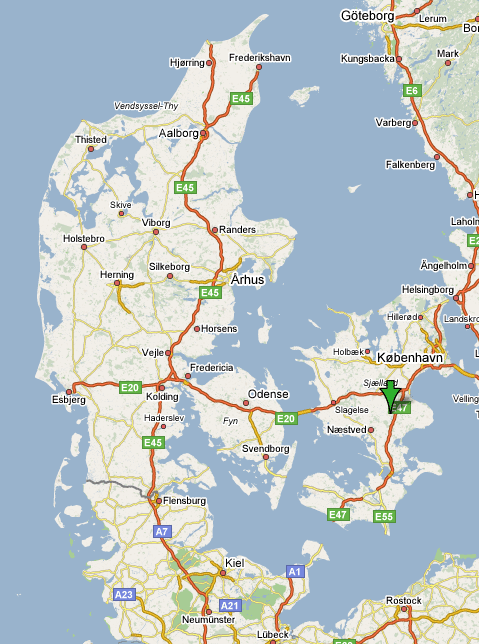 Göteborg
Lerum
Kungsbacka
Mark
Hjørring
Frederikshavn
E6
E45
Vendsyssel-Thy
Varberg
Aalborg
Thisted
Falkenberg
E45
Skive
Viborg
Randers
Laholm
Holstebro
Ängelholm
Silkeborg
Herning
Århus
Helsingborg
E45
Hillerød
Landskro
Horsens
Holbæk
Vejle
København
Fredericia
Sjælland
E20
Kolding
Odense
Velling
Esbjerg
E47
Slagelse
Haderslev
Fyn
E20
Næstved
E45
Svendborg
Flensburg
E47
E55
A7
Kiel
A1
A23
A21
Rostock
Neumünster
Lübeck